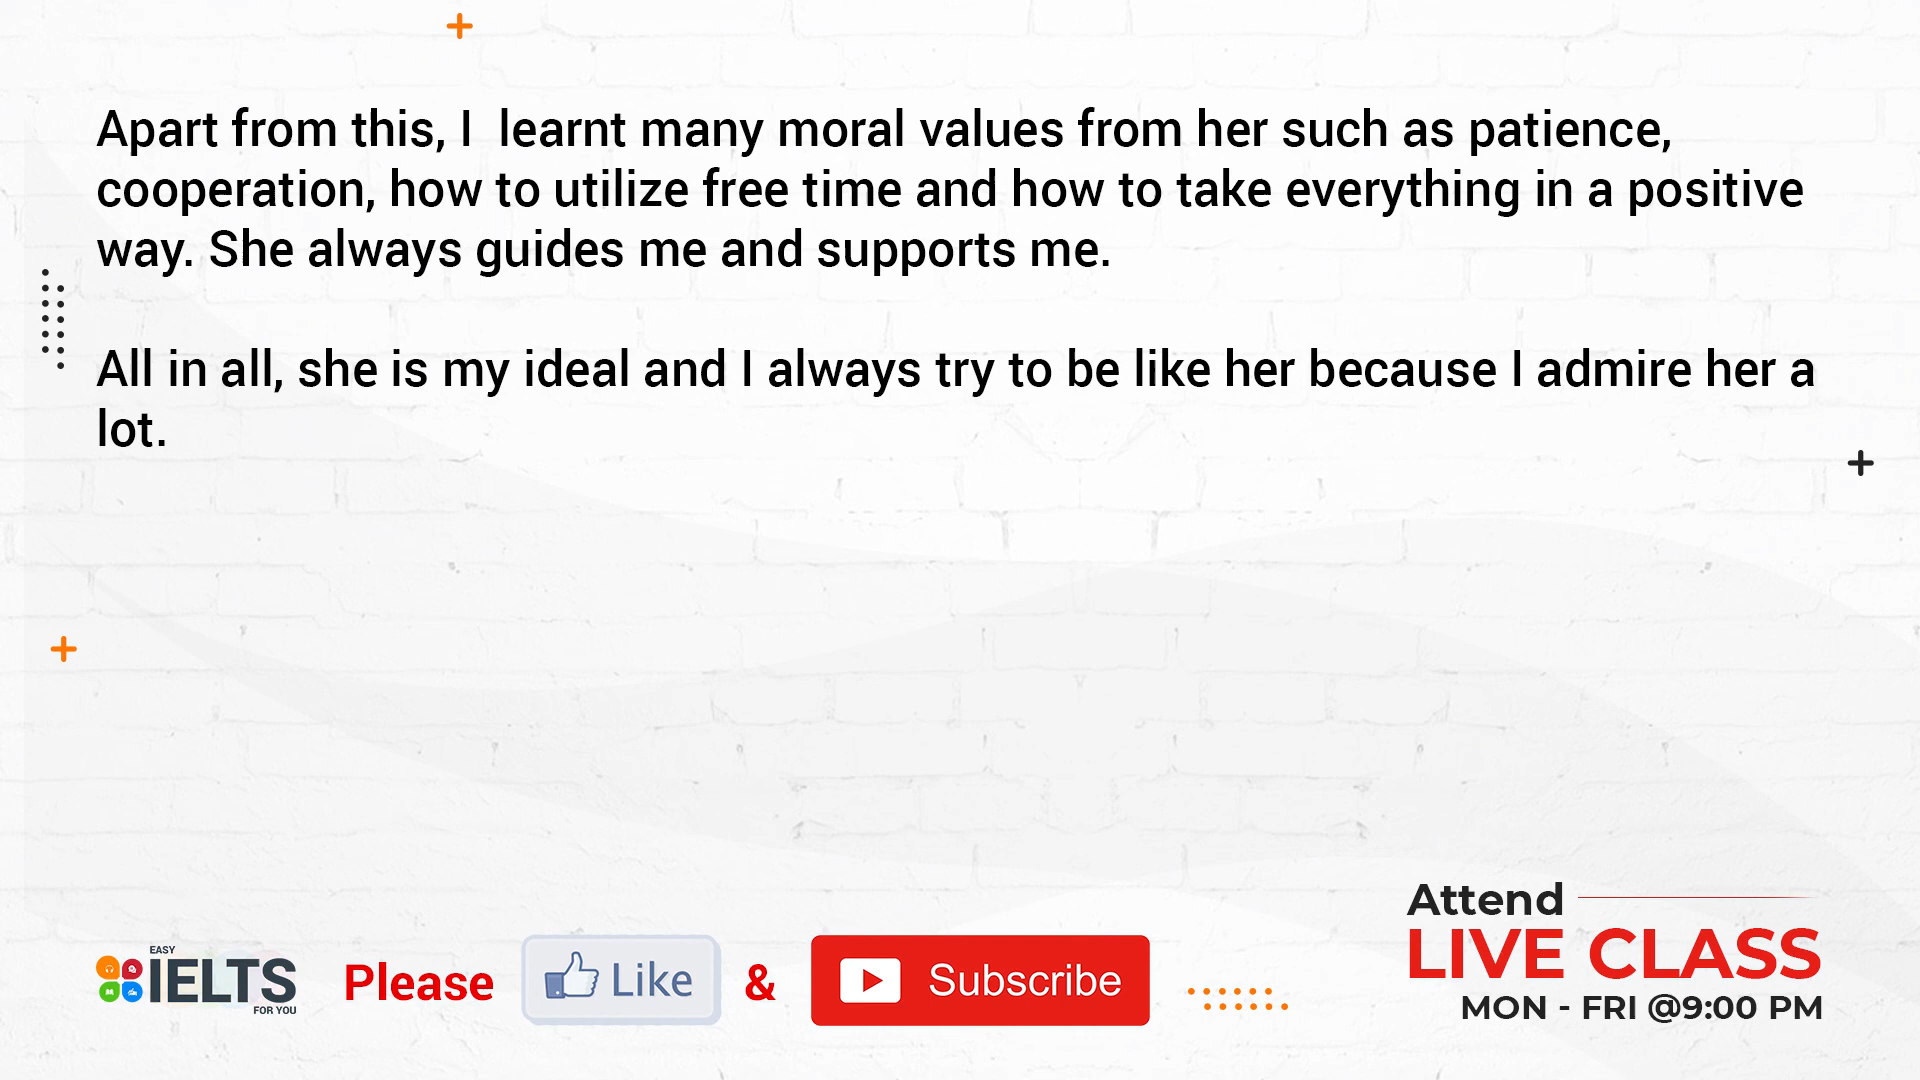 Apart from this, I  learnt many moral values from her such as patience,
cooperation, how to utilize free time and how to take everything in a positive
way. She always guides me and supports me.
All in all, she is my ideal and I always try to be like her because I admire her a
lot.
EASY
IELTS
FOR YOU
Please
Like
&
Subscribe
Attend
LIVE CLASS
MON - FRI @9:00 PM